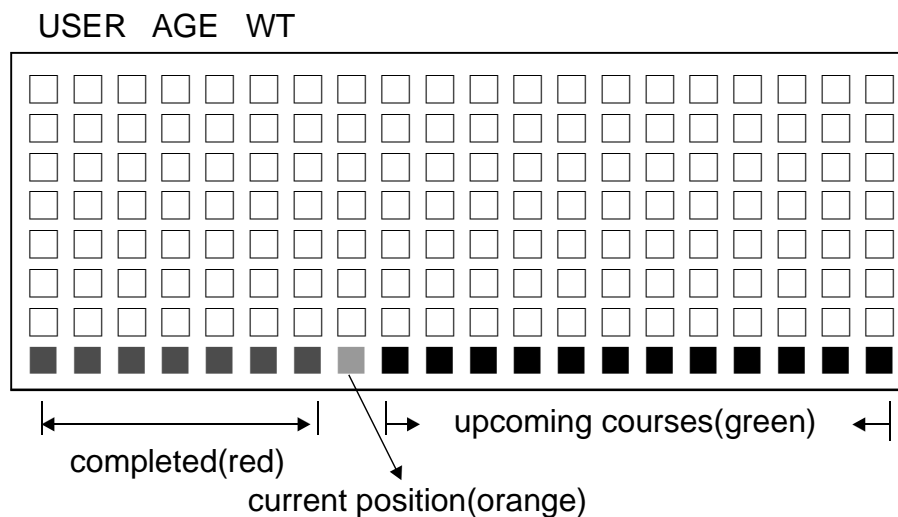 USER AGE WT
upcoming courses(green)
completed(red)
current position(orange)